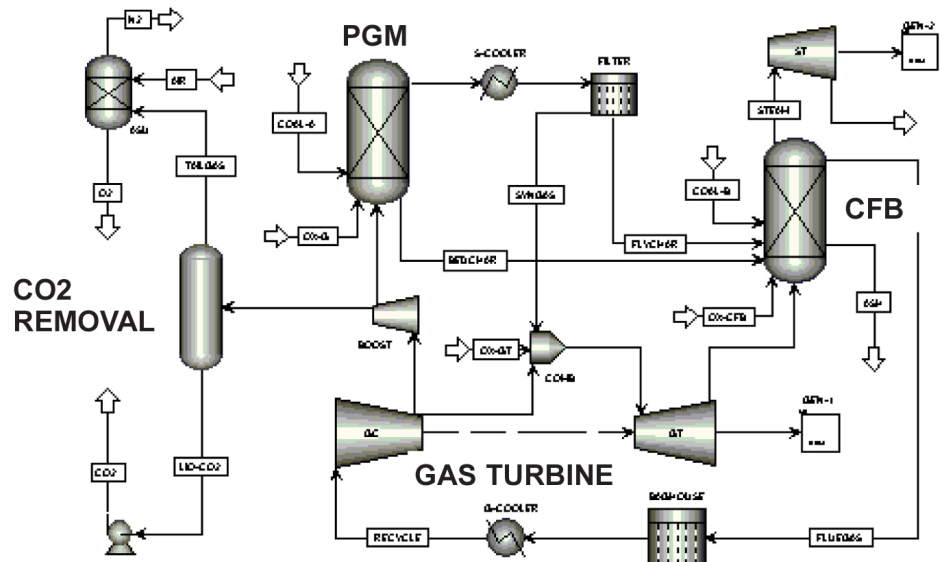 N2
PGM
S-COOLER
FILTER
ST
GEN-2
AIR
ASU
COAL-G
STEAM
TAILGAS
O2
SYNGAS
COAL-B
CFB
OX-G
FLYCHAR
BEDCHAR
CO2
REMOVAL
BOOST
OX-GT
COMB
OX-CFB
ASH
GC
GT
GEN-1
GAS TURBINE
CO2
LIQ-CO2
G-COOLER
BAGHOUSE
RECYCLE
FLUEGAS